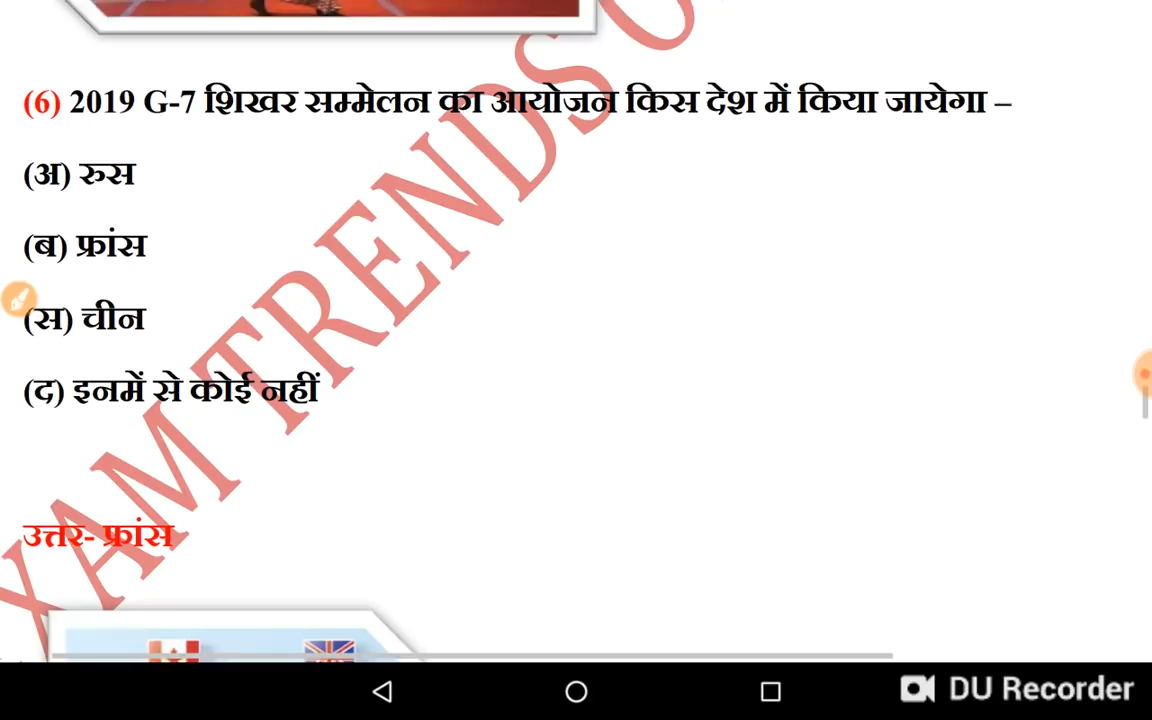 (6) 2019 G-7 शिखर सम्मेलन का आयोजन किस देश में किया जायेगा –
(अ) रुस
(ब) फ्रांस
(स) चीन
(द) इनमें से कोई नहीं
उत्तर- फ्रांस
XAM TRENDS O
DU Recorder